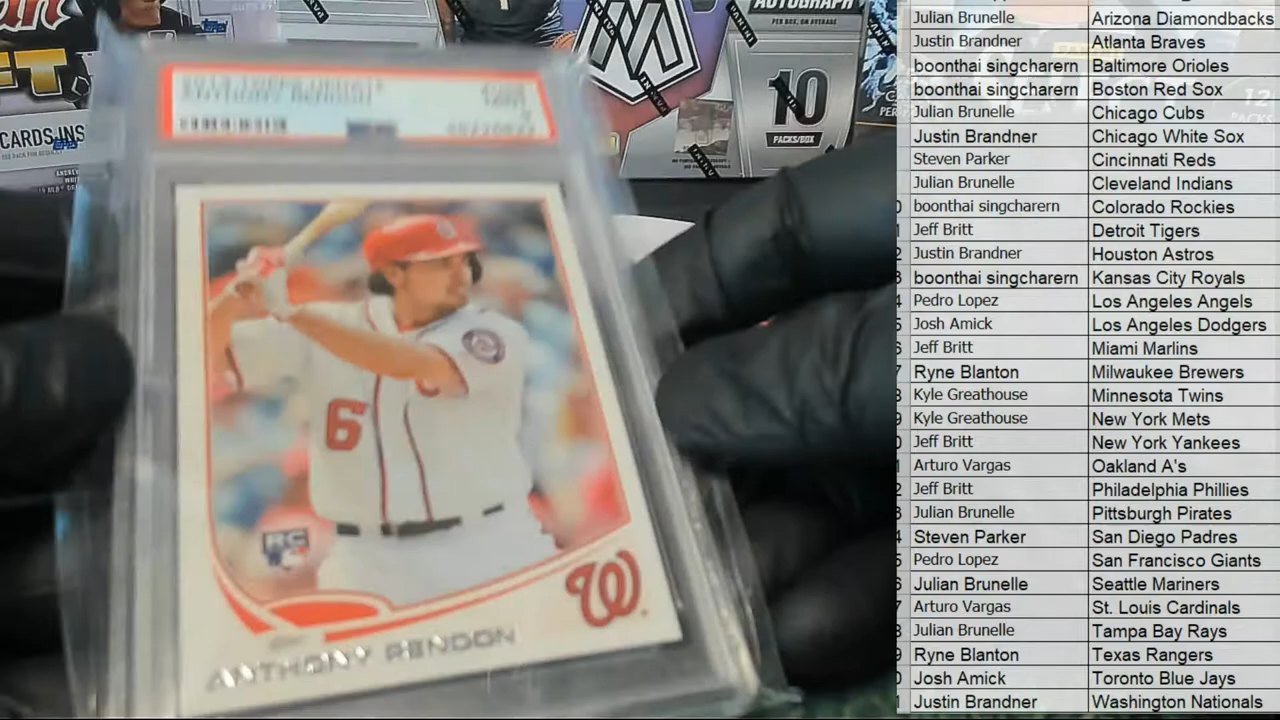 AUTOGRAPH
PER BOX, ON AVERAGE
10
PACKS/BOX
CARDS INS
ANTHONY RENDON
6
RC
W
ANTHONY RENDON
Julian Brunelle Arizona Diamondbacks
Justin Brandner Atlanta Braves
boonthai singcharern Baltimore Orioles
boonthai singcharern Boston Red Sox
Julian Brunelle Chicago Cubs
Justin Brandner Chicago White Sox
Steven Parker Cincinnati Reds
Julian Brunelle Cleveland Indians
boonthai singcharern Colorado Rockies
Jeff Britt Detroit Tigers
Justin Brandner Houston Astros
boonthai singcharern Kansas City Royals
Pedro Lopez Los Angeles Angels
Josh Amick Los Angeles Dodgers
Jeff Britt Miami Marlins
Ryne Blanton Milwaukee Brewers
Kyle Greathouse Minnesota Twins
Kyle Greathouse New York Mets
Jeff Britt New York Yankees
Arturo Vargas Oakland A's
Jeff Britt Philadelphia Phillies
Julian Brunelle Pittsburgh Pirates
Steven Parker San Diego Padres
Pedro Lopez San Francisco Giants
Julian Brunelle Seattle Mariners
Arturo Vargas St. Louis Cardinals
Julian Brunelle Tampa Bay Rays
Ryne Blanton Texas Rangers
Josh Amick Toronto Blue Jays
Justin Brandner Washington Nationals